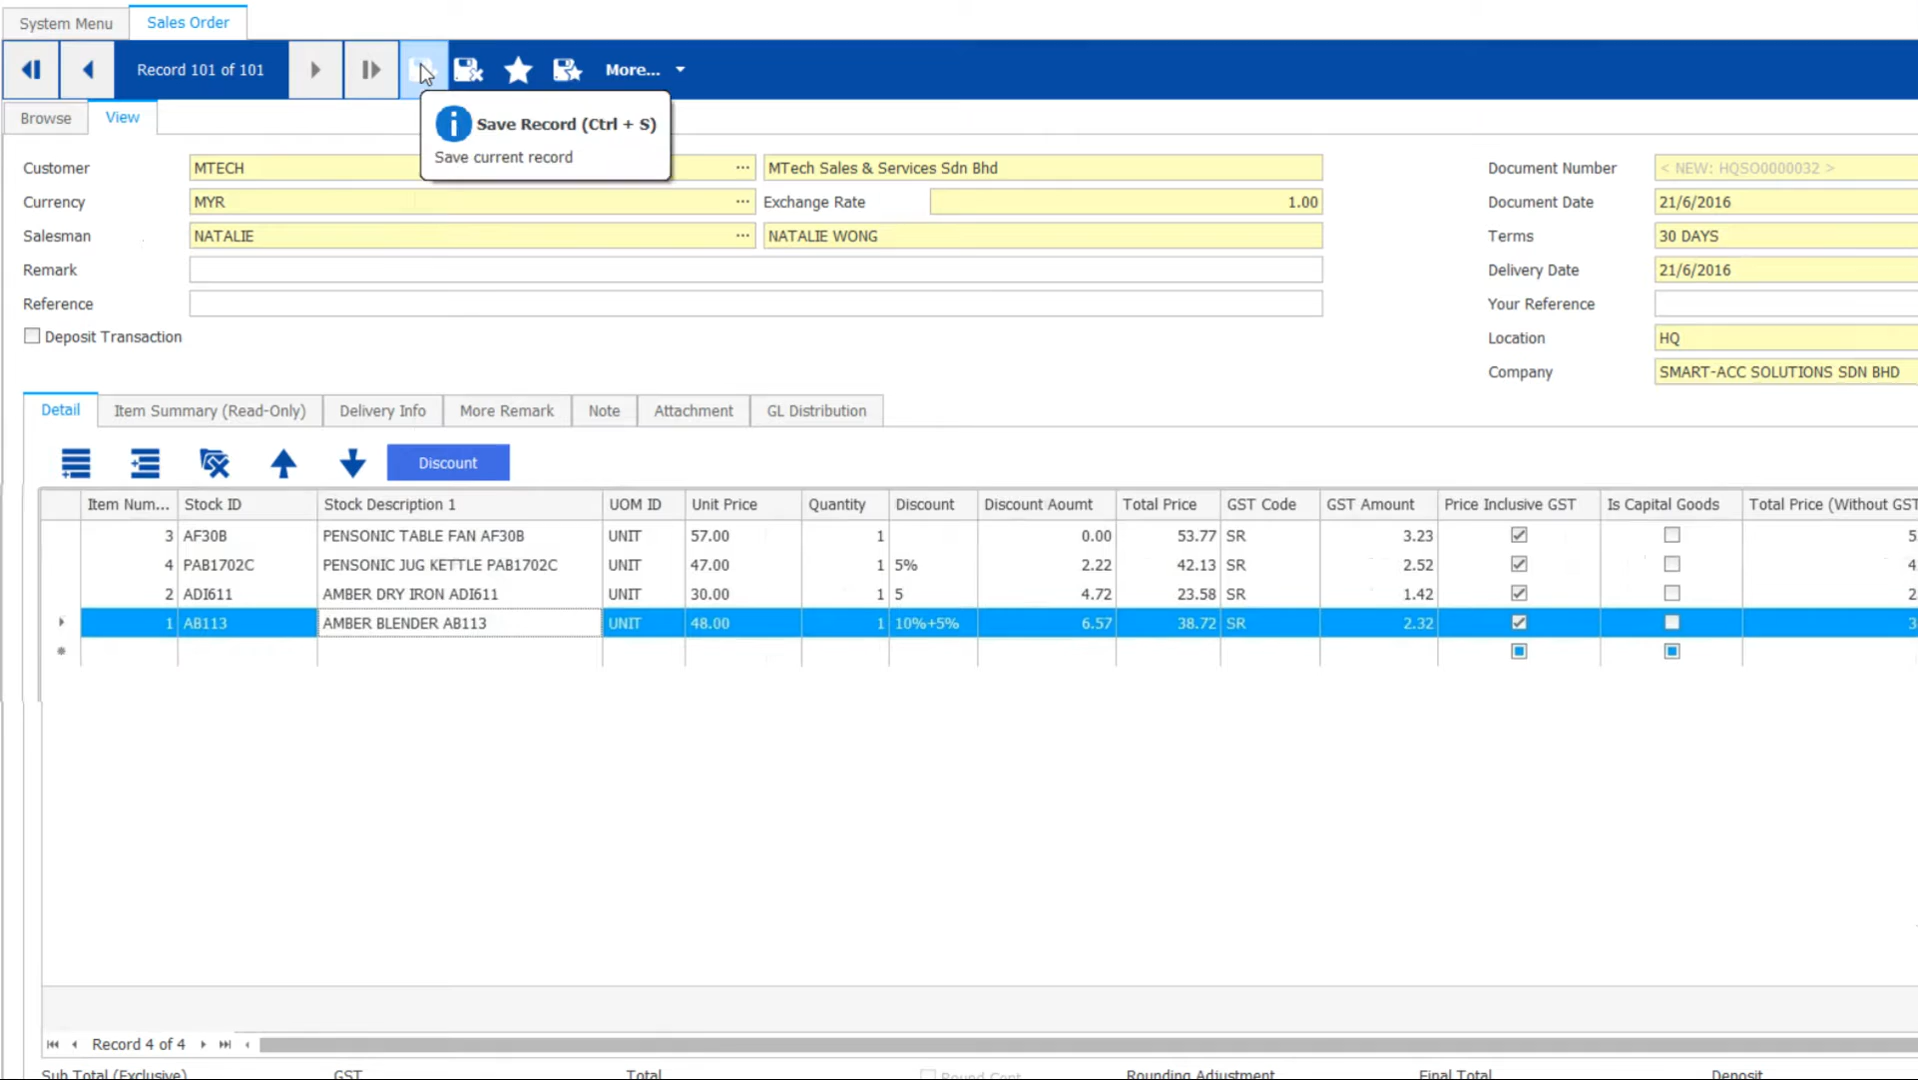 System Menu Sales Order
Record 101 of 101 More...
Browse View
Save Record (Ctrl + S)
Save current record
Customer MTECH ... MTech Sales & Services Sdn Bhd Document Number < NEW: HQSO0000032 >
Currency MYR ... Exchange Rate 1.00 Document Date 21/6/2016
Salesman NATALIE ... NATALIE WONG Terms 30 DAYS
Remark Delivery Date 21/6/2016
Reference Your Reference
Deposit Transaction Location HQ
Company SMART-ACC SOLUTIONS SDN BHD
Detail Item Summary (Read-Only) Delivery Info More Remark Note Attachment GL Distribution
Discount
Item Num... Stock ID Stock Description 1 UOM ID Unit Price Quantity Discount Discount Aoumt Total Price GST Code GST Amount Price Inclusive GST Is Capital Goods Total Price (Without GST
3 AF30B PENSONIC TABLE FAN AF30B UNIT 57.00 1 0.00 53.77 SR 3.23 5
4 PAB1702C PENSONIC JUG KETTLE PAB1702C UNIT 47.00 1 5% 2.22 42.13 SR 2.52 4
2 ADI611 AMBER DRY IRON ADI611 UNIT 30.00 1 5 4.72 23.58 SR 1.42 2
1 AB113 AMBER BLENDER AB113 UNIT 48.00 1 10%+5% 6.57 38.72 SR 2.32 3
Record 4 of 4
Sub Total (Exclusive) GST Total Round Cent Rounding Adjustment Final Total Deposit